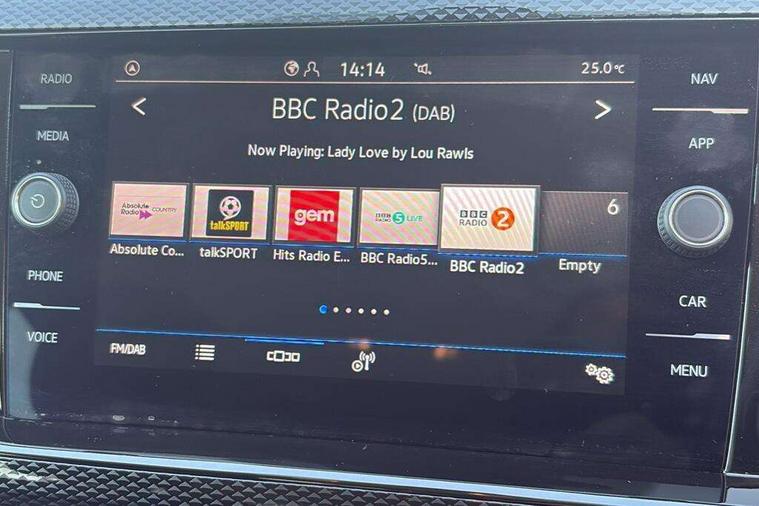 RADIO
MEDIA
PHONE
VOICE
14:14
25.0°C
< BBC Radio2 (DAB) >
Now Playing: Lady Love by Lou Rawls
Absolute Radio COUNTRY
talkSPORT
gem
BBC RADIO 5 LIVE
BBC RADIO 2
6
Absolute Co...
talkSPORT
Hits Radio E...
BBC Radio5...
BBC Radio2
Empty
FM/DAB
NAV
APP
CAR
MENU